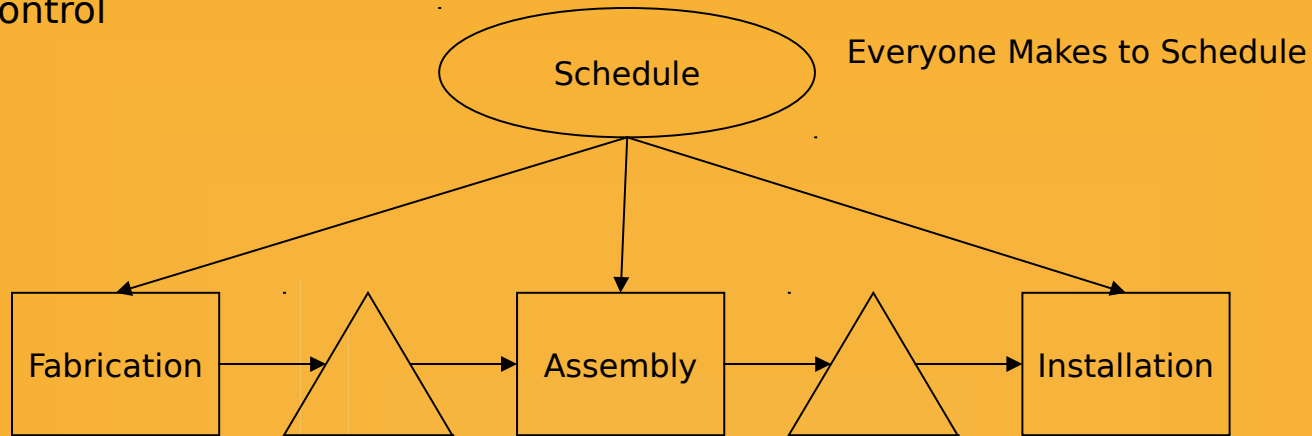 ontrol
Schedule
Everyone Makes to Schedule
Fabrication
Assembly
Installation